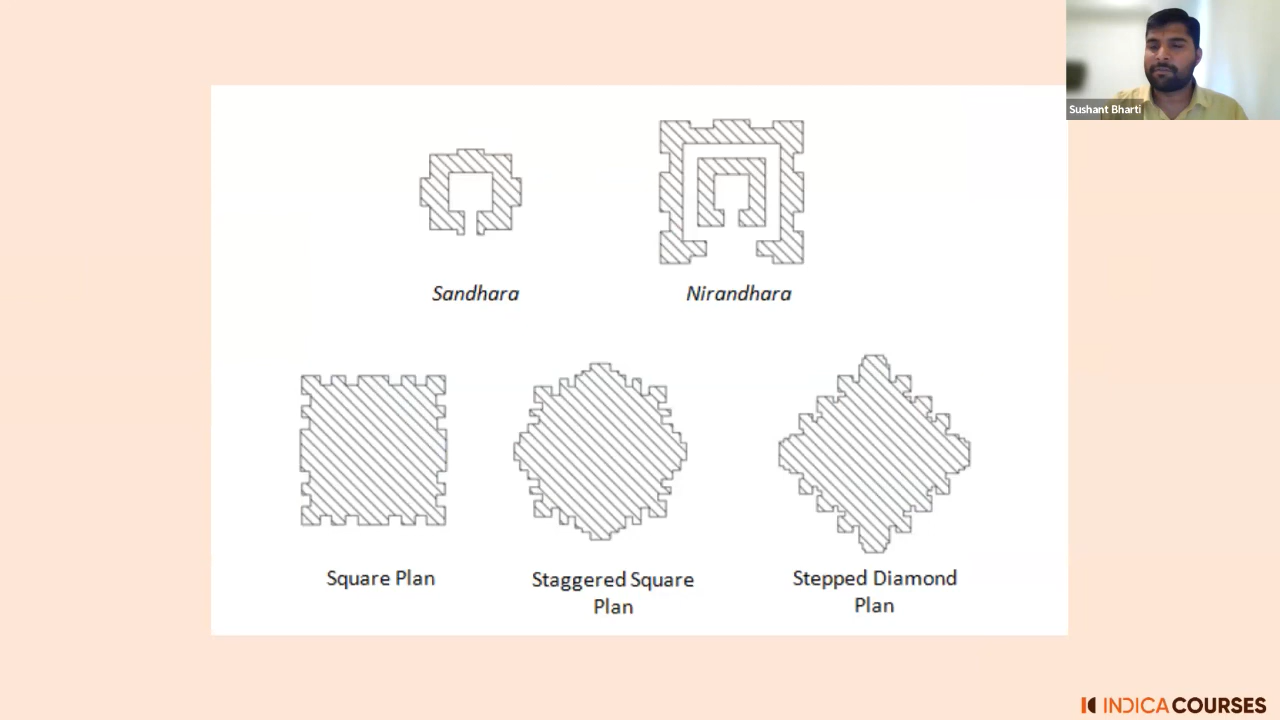 Sushant Bharti
Sandhara
Nirandhara
Square Plan
Staggered Square
Plan
Stepped Diamond
Plan
INDICA COURSES